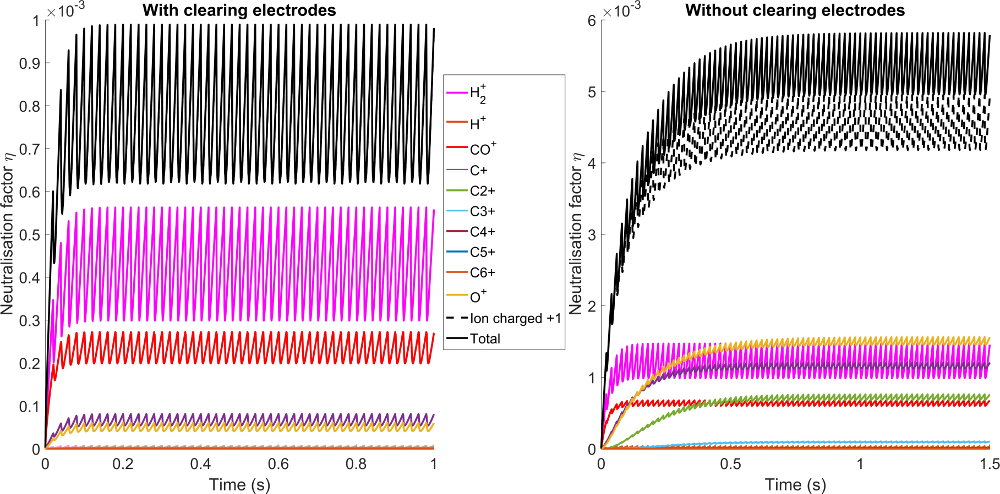 With clearing electrodes
×10⁻³
1
0.9
0.8
0.7
0.6
0.5
0.4
0.3
0.2
0.1
0
Neutralisation factor η
0
0.2
0.4
0.6
0.8
1
Time (s)
H₂⁺
H⁺
CO⁺
C+
C2+
C3+
C4+
C5+
C6+
O⁺
Ion charged +1
Total
Without clearing electrodes
×10⁻³
6
5
4
3
2
1
0
Neutralisation factor η
0
0.5
1
1.5
Time (s)